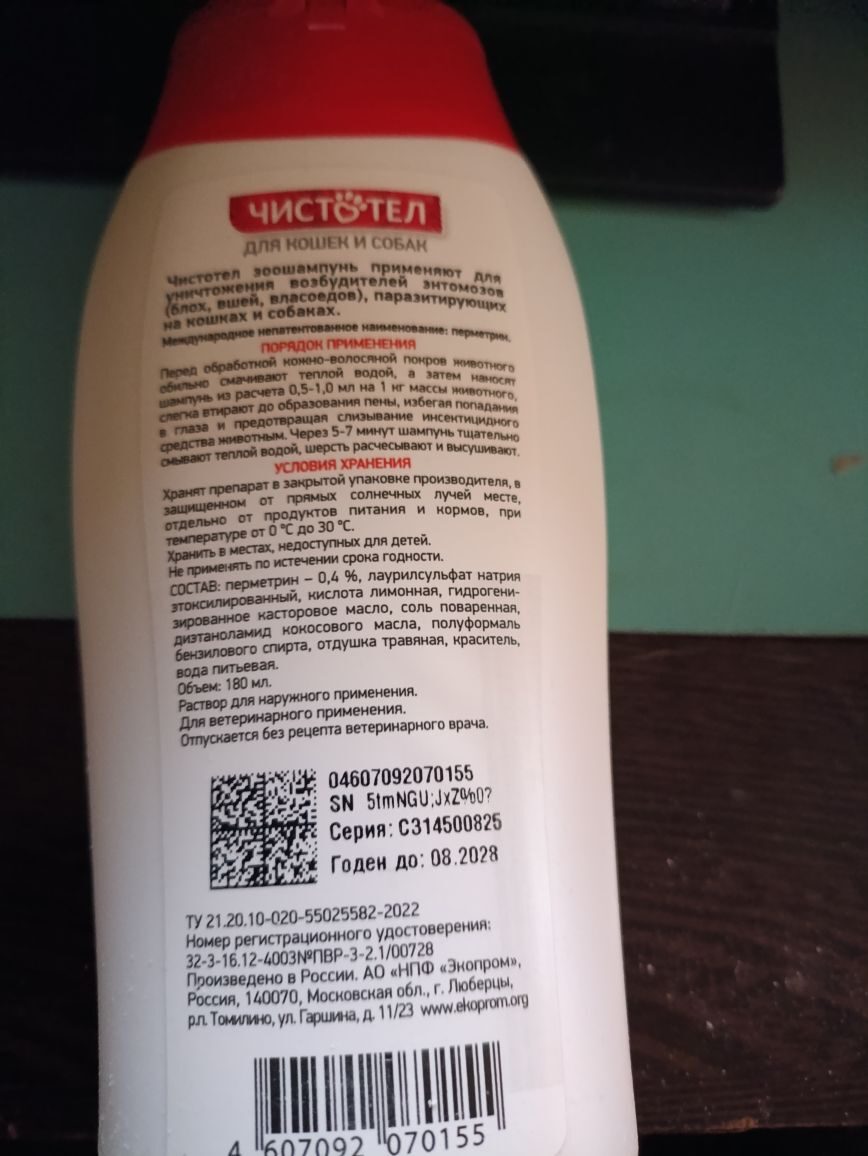 ЧИСТОТЕЛ
ДЛЯ КОШЕК И СОБАК
Чистотел зоошампунь применяют для
уничтожения возбудителей энтомозов
(блох, вшей, власоедов), паразитирующих
на кошках и собаках.
Международное непатентованное наименование: перметрин.
ПОРЯДОК ПРИМЕНЕНИЯ
Перед обработкой кожно-волосяной покров животного
обильно смачивают теплой водой, а затем наносят
шампунь из расчета 0,5-1,0 мл на 1 кг массы животного,
слегка втирают до образования пены, избегая попадания
в глаза и предотвращая слизывание инсектицидного
средства животным. Через 5-7 минут шампунь тщательно
смывают теплой водой, шерсть расчесывают и высушивают.
УСЛОВИЯ ХРАНЕНИЯ
Хранят препарат в закрытой упаковке производителя, в
защищенном от прямых солнечных лучей месте,
отдельно от продуктов питания и кормов, при
температуре от 0 °С до 30 °С.
Хранить в местах, недоступных для детей.
Не применять по истечении срока годности.
СОСТАВ: перметрин – 0,4 %, лаурилсульфат натрия
этоксилированный, кислота лимонная, гидрогени-
зированное касторовое масло, соль поваренная,
диэтаноламид кокосового масла, полуформаль
бензилового спирта, отдушка травяная, краситель,
вода питьевая.
Объем: 180 мл.
Раствор для наружного применения.
Для ветеринарного применения.
Отпускается без рецепта ветеринарного врача.
04607092070155
SN 5tmNGU;JxZ%0?
Серия: С314500825
Годен до: 08.2028
ТУ 21.20.10-020-55025582-2022
Номер регистрационного удостоверения:
32-3-16.12-4003№ПВР-3-2.1/00728
Произведено в России. АО «НПФ «Экопром»,
Россия, 140070, Московская обл., г. Люберцы,
р.п. Томилино, ул. Гаршина, д. 11/23 www.ekoprom.org
4 607092 070155